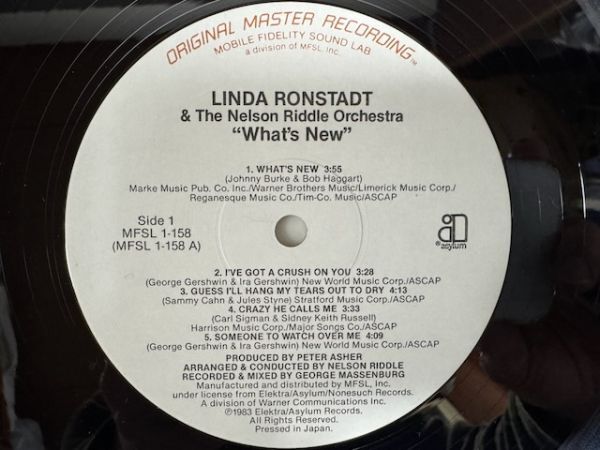 ORIGINAL MASTER RECORDING™
MOBILE FIDELITY SOUND LAB
a division of MFSL, Inc.
LINDA RONSTADT
& The Nelson Riddle Orchestra
"What's New"
1. WHAT'S NEW 3:55
(Johnny Burke & Bob Haggart)
Marke Music Pub. Co. Inc./Warner Brothers Music/Limerick Music Corp./
Reganesque Music Co./Tim-Co. Music/ASCAP
Side 1
MFSL 1-158
(MFSL 1-158 A)
® asylum
2. I'VE GOT A CRUSH ON YOU 3:28
(George Gershwin & Ira Gershwin) New World Music Corp./ASCAP
3. GUESS I'LL HANG MY TEARS OUT TO DRY 4:13
(Sammy Cahn & Jules Styne) Stratford Music Corp./ASCAP
4. CRAZY HE CALLS ME 3:33
(Carl Sigman & Sidney Keith Russell)
Harrison Music Corp./Major Songs Co./ASCAP
5. SOMEONE TO WATCH OVER ME 4:09
(George Gershwin & Ira Gershwin) New World Music Corp./ASCAP
PRODUCED BY PETER ASHER
ARRANGED & CONDUCTED BY NELSON RIDDLE
RECORDED & MIXED BY GEORGE MASSENBURG
Manufactured and distributed by MFSL, Inc.
under license from Elektra/Asylum/Nonesuch Records.
A division of Warner Communications Inc.
℗1983 Elektra/Asylum Records.
All Rights Reserved.
Pressed in Japan.